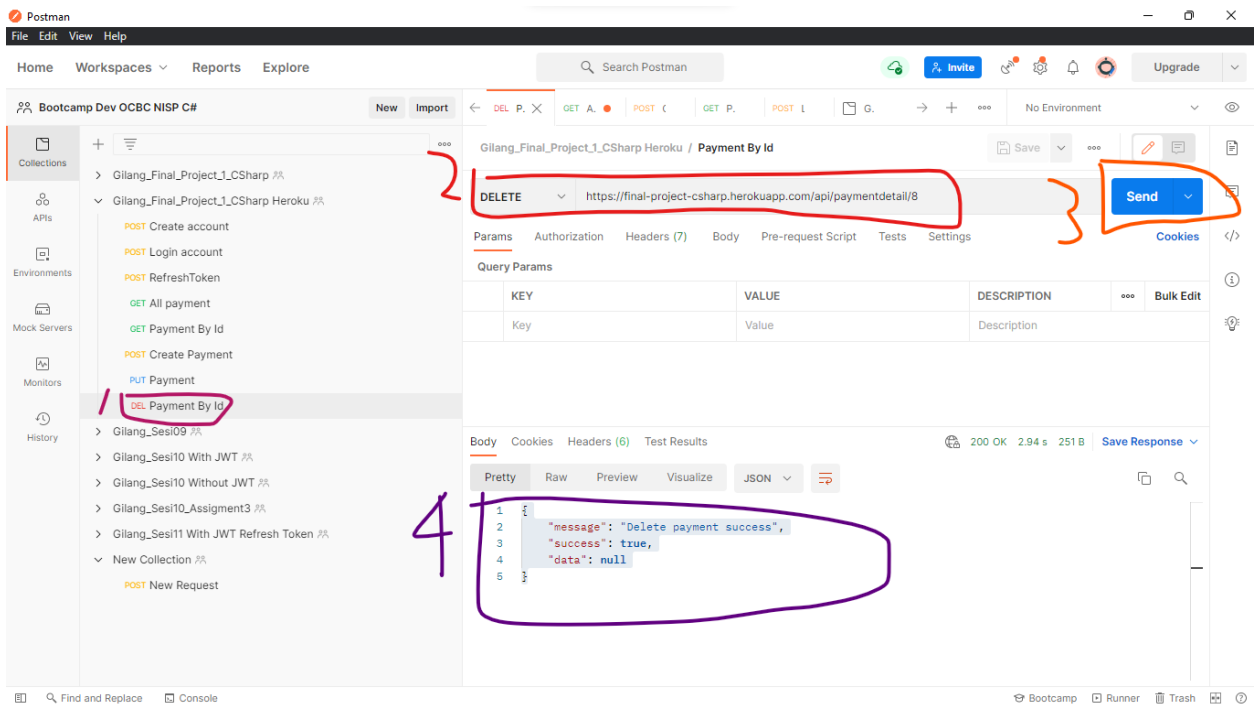 Postman
File Edit View Help
Home Workspaces Reports Explore Search Postman Invite Upgrade
Bootcamp Dev OCBC NISP C# New Import
DEL P. GET A. POST ( GET P. POST G. No Environment
Collections
APIs
Environments
Mock Servers
Monitors
History
Gilang_Final_Project_1_CSharp
Gilang_Final_Project_1_CSharp Heroku
POST Create account
POST Login account
POST RefreshToken
GET All payment
GET Payment By Id
POST Create Payment
PUT Payment
1 DEL Payment By Id
Gilang_Sesi09
Gilang_Sesi10 With JWT
Gilang_Sesi10 Without JWT
Gilang_Sesi10_Assigment3
Gilang_Sesi11 With JWT Refresh Token
New Collection
POST New Request
Gilang_Final_Project_1_CSharp Heroku / Payment By Id Save
2 DELETE https://final-project-csharp.herokuapp.com/api/paymentdetail/8 3 Send
Params Authorization Headers (7) Body Pre-request Script Tests Settings Cookies
Query Params
KEY VALUE DESCRIPTION Bulk Edit
Key Value Description
Body Cookies Headers (6) Test Results 200 OK 2.94 s 251 B Save Response
Pretty Raw Preview Visualize JSON
4
1 {
2 "message": "Delete payment success",
3 "success": true,
4 "data": null
5 }
Find and Replace Console Bootcamp Runner Trash